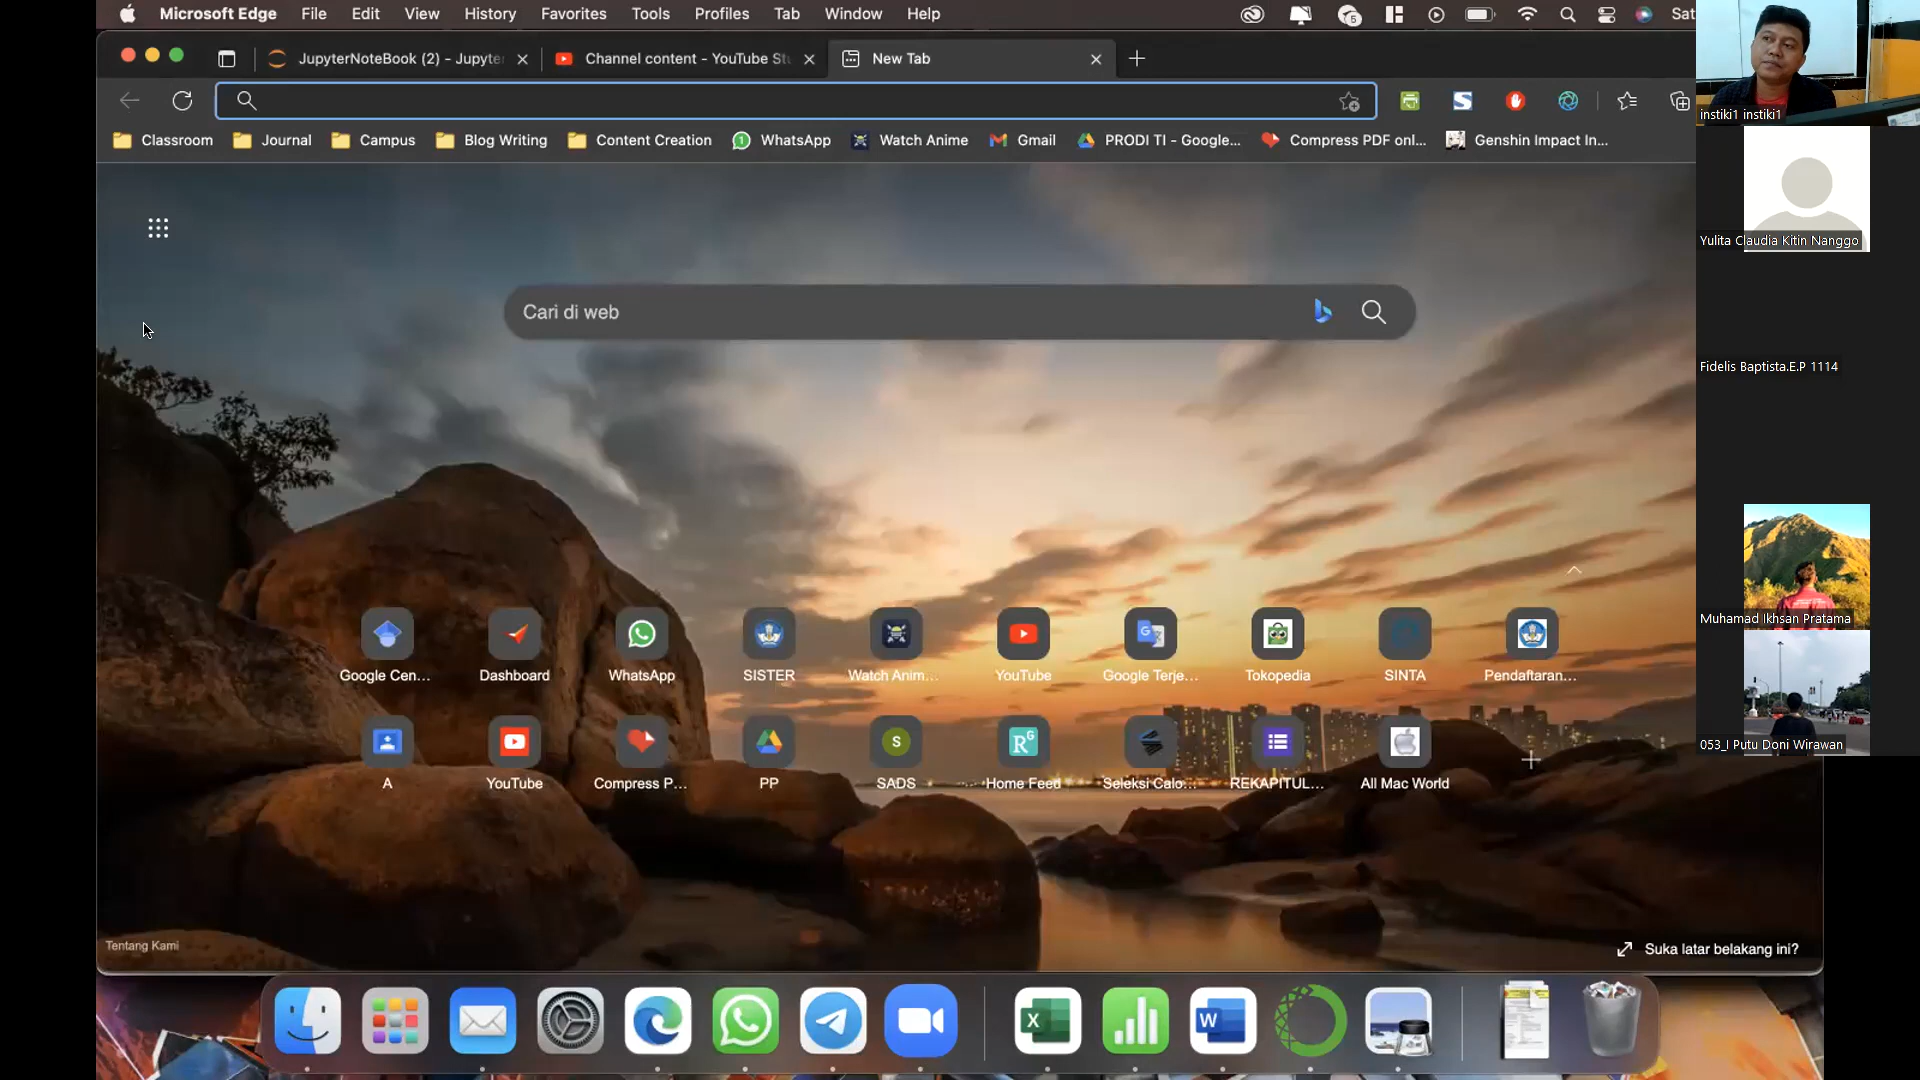 Microsoft Edge File Edit View History Favorites Tools Profiles Tab Window Help
5
Sat
JupyterNoteBook (2) - Jupyte
Channel content - YouTube St
New Tab
Classroom
Journal
Campus
Blog Writing
Content Creation
1
WhatsApp
Watch Anime
Gmail
PRODI TI - Google...
Compress PDF onl...
Genshin Impact In...
Cari di web
Google Cen...
Dashboard
WhatsApp
SISTER
Watch Anim...
YouTube
Google Terje...
Tokopedia
SINTA
Pendaftaran...
A
YouTube
Compress P...
PP
S
SADS
RG
Home Feed
Seleksi Calo...
REKAPITUL...
All Mac World
Tentang Kami
Suka latar belakang ini?
X
W
instiki1 instiki1
Yulita Claudia Kitin Nanggo
Fidelis Baptista.E.P 1114
Muhamad Ikhsan Pratama
053_I Putu Doni Wirawan